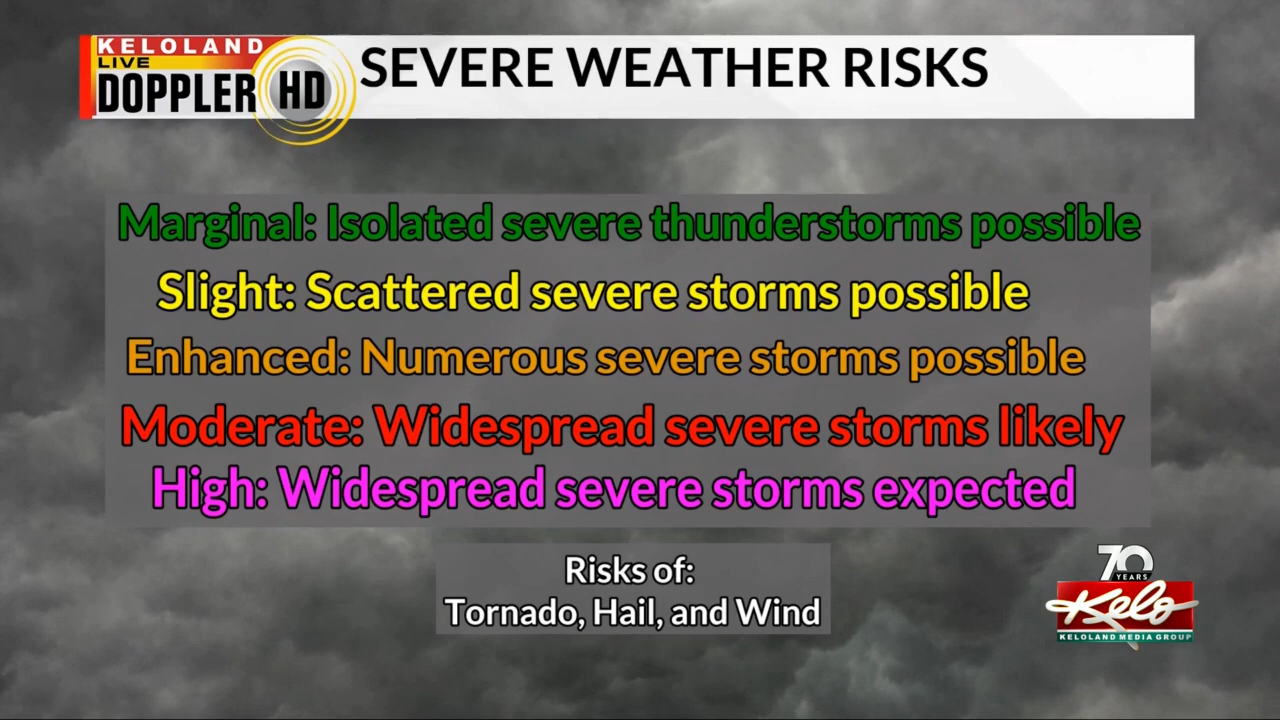 KELOLAND
LIVE
DOPPLER HD
SEVERE WEATHER RISKS
Marginal: Isolated severe thunderstorms possible
Slight: Scattered severe storms possible
Enhanced: Numerous severe storms possible
Moderate: Widespread severe storms likely
High: Widespread severe storms expected
Risks of:
Tornado, Hail, and Wind
70
YEARS
Kelo
KELOLAND MEDIA GROUP